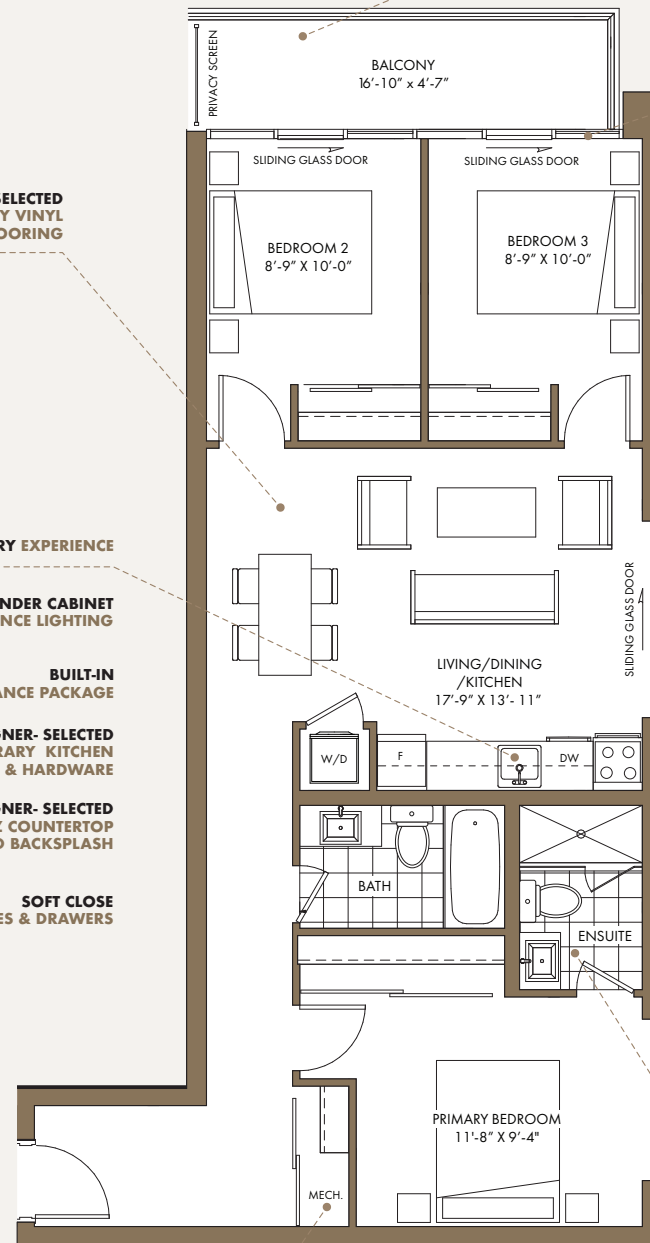 PRIVACY SCREEN
BALCONY
16'-10" x 4'-7"
SLIDING GLASS DOOR
SLIDING GLASS DOOR
SELECTED
Y VINYL
OORING
BEDROOM 2
8'-9" X 10'-0"
BEDROOM 3
8'-9" X 10'-0"
RY EXPERIENCE
NDER CABINET
NCE LIGHTING
BUILT-IN
ANCE PACKAGE
GNER- SELECTED
RARY KITCHEN
& HARDWARE
GNER- SELECTED
Z COUNTERTOP
D BACKSPLASH
SOFT CLOSE
ES & DRAWERS
SLIDING GLASS DOOR
LIVING/DINING
/KITCHEN
17'-9" X 13'- 11"
W/D
F
DW
BATH
ENSUITE
PRIMARY BEDROOM
11'-8" X 9'-4"
MECH.